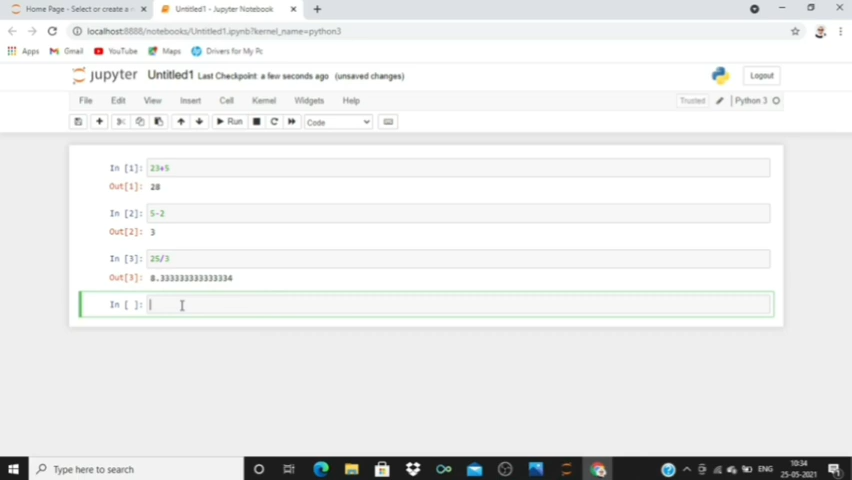 Home Page - Select or create a n
Untitled1 - Jupyter Notebook
localhost:8888/notebooks/Untitled1.ipynb?kernel_name=python3
Apps Gmail YouTube Maps Drivers for My Pc
jupyter Untitled1 Last Checkpoint: a few seconds ago (unsaved changes) Logout
File Edit View Insert Cell Kernel Widgets Help Trusted Python 3
Run Code
In [1]: 23+5
Out[1]: 28
In [2]: 5-2
Out[2]: 3
In [3]: 25/3
Out[3]: 8.333333333333334
In [ ]:
Type here to search
ENG
10:34
25-05-2021